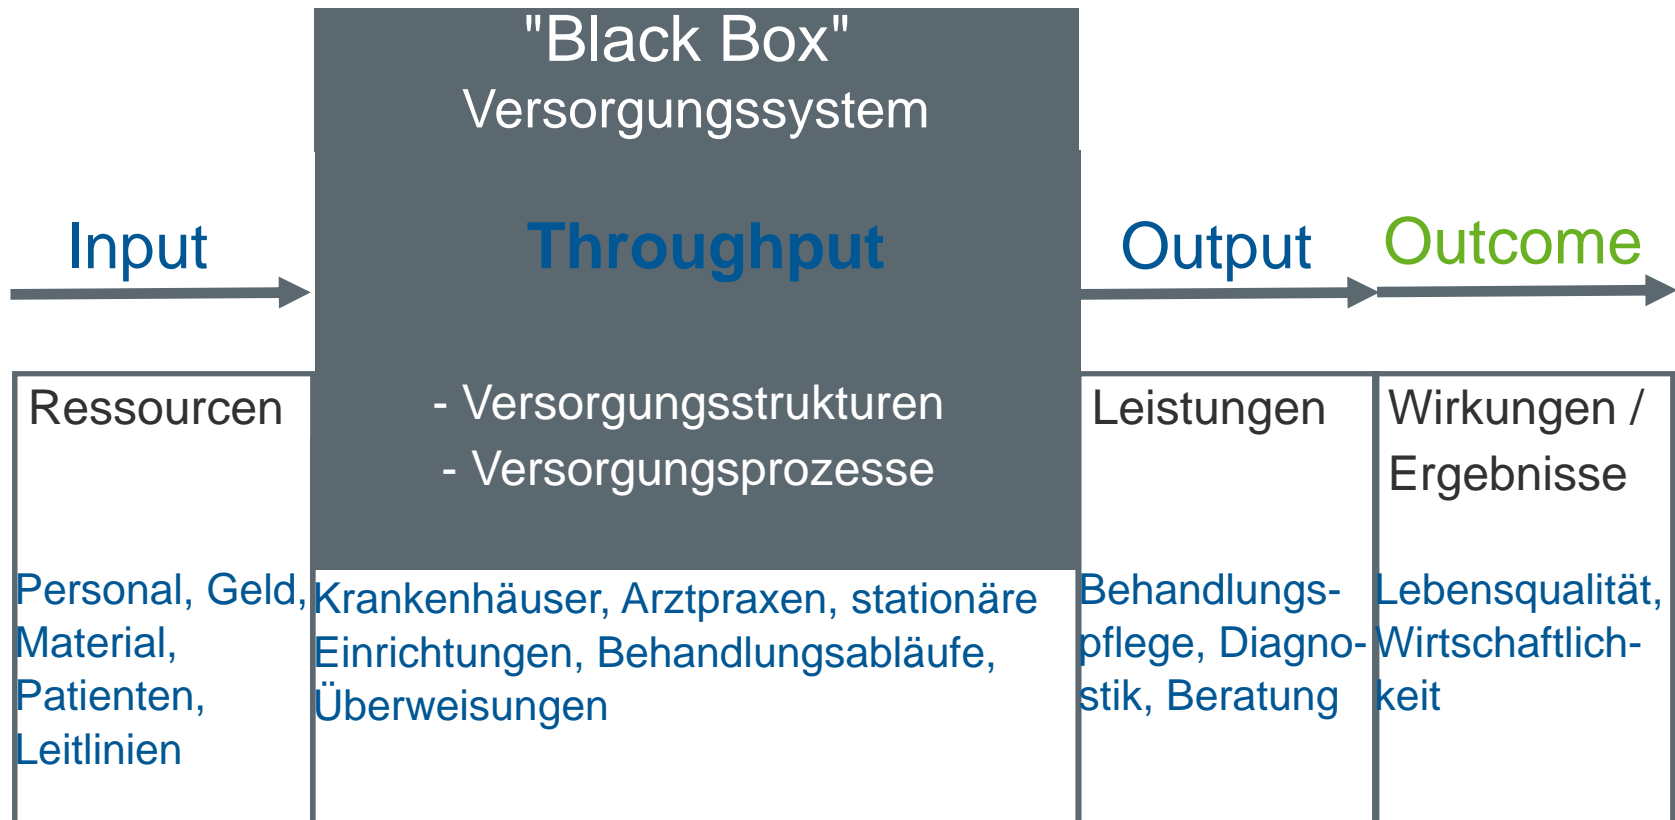 "Black Box"
Versorgungssystem
Input
Throughput
Output
Outcome
Ressourcen
- Versorgungsstrukturen
- Versorgungsprozesse
Leistungen
Wirkungen /
Ergebnisse
Personal, Geld,
Material,
Patienten,
Leitlinien
Krankenhäuser, Arztpraxen, stationäre
Einrichtungen, Behandlungsabläufe,
Überweisungen
Behandlungs-
pflege, Diagno-
stik, Beratung
Lebensqualität,
Wirtschaftlich-
keit